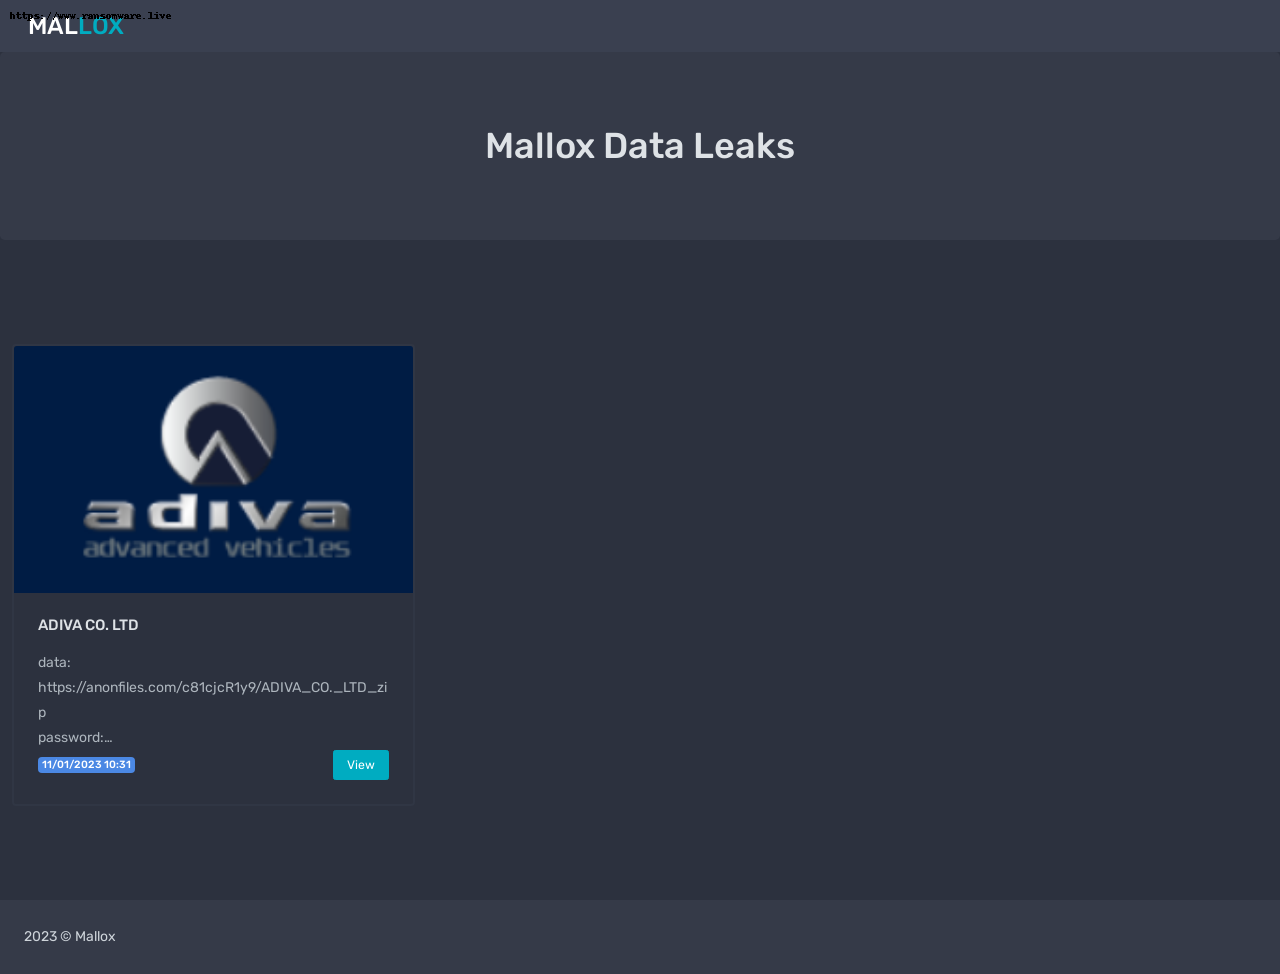 https://www.ransomware.live
MALLOX
Mallox Data Leaks
adiva
advanced vehicles
ADIVA CO. LTD
data:
https://anonfiles.com/c81cjcR1y9/ADIVA_CO._LTD_zi
p
password:...
11/01/2023 10:31
View
2023 © Mallox